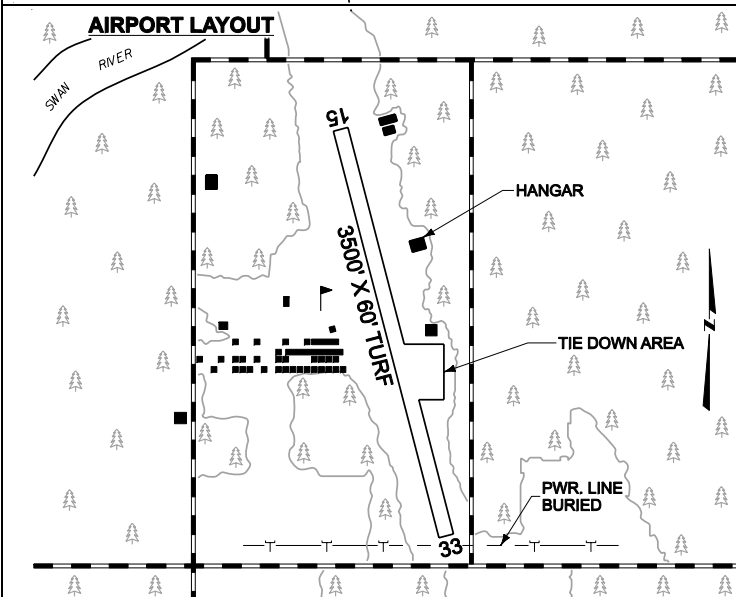 AIRPORT LAYOUT
SWAN RIVER
15
HANGAR
3500' X 60' TURF
N
TIE DOWN AREA
PWR. LINE
BURIED
33